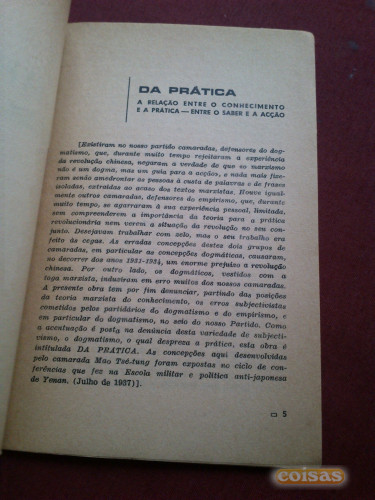 DA PRÁTICA
A RELAÇÃO ENTRE O CONHECIMENTO
E A PRÁTICA — ENTRE O SABER E A ACÇÃO
[Existiram no nosso partido camaradas, defensores do dog-
matismo, que, durante muito tempo rejeitaram a experiência
da revolução chinesa, negaram a verdade de que «o marxismo
não é um dogma, mas um guia para a acção», e nada mais fize-
ram senão amedrontar as pessoas à custa de palavras e de frases
isoladas, extraídas ao acaso dos textos marxistas. Houve igual-
mente outros camaradas, defensores do empirismo, que, durante
muito tempo, se agarraram à sua experiência pessoal, limitada,
sem compreenderem a importância da teoria para a prática
revolucionária nem verem a situação da revolução no seu con-
junto. Desejavam trabalhar com zelo, mas o seu trabalho era
feito às cegas. As erradas concepções destes dois grupos de
camaradas, em particular as concepções dogmáticas, causaram,
ao decorrer dos anos 1931-1934, um enorme prejuízo à revolução
chinesa. Por outro lado, os dogmáticos, vestidos com a
toga marxista, induziram em erro muitos dos nossos camaradas.
A presente obra tem por fim denunciar, partindo das posições
da teoria marxista do conhecimento, os erros subjectivistas
cometidos pelos partidários do dogmatismo e do empirismo, e
em particular do dogmatismo, no seio do nosso Partido. Como
a acentuação é posta na denúncia desta variedade de subjecti-
vismo, o dogmatismo, o qual despreza a prática, esta obra é
intitulada DA PRÁTICA. As concepções aqui desenvolvidas
pelo camarada Mao Tsé-tung foram expostas no ciclo de con-
ferências que fez na Escola militar e política anti-japonesa
de Yenan. (Julho de 1937)].
5
coisas